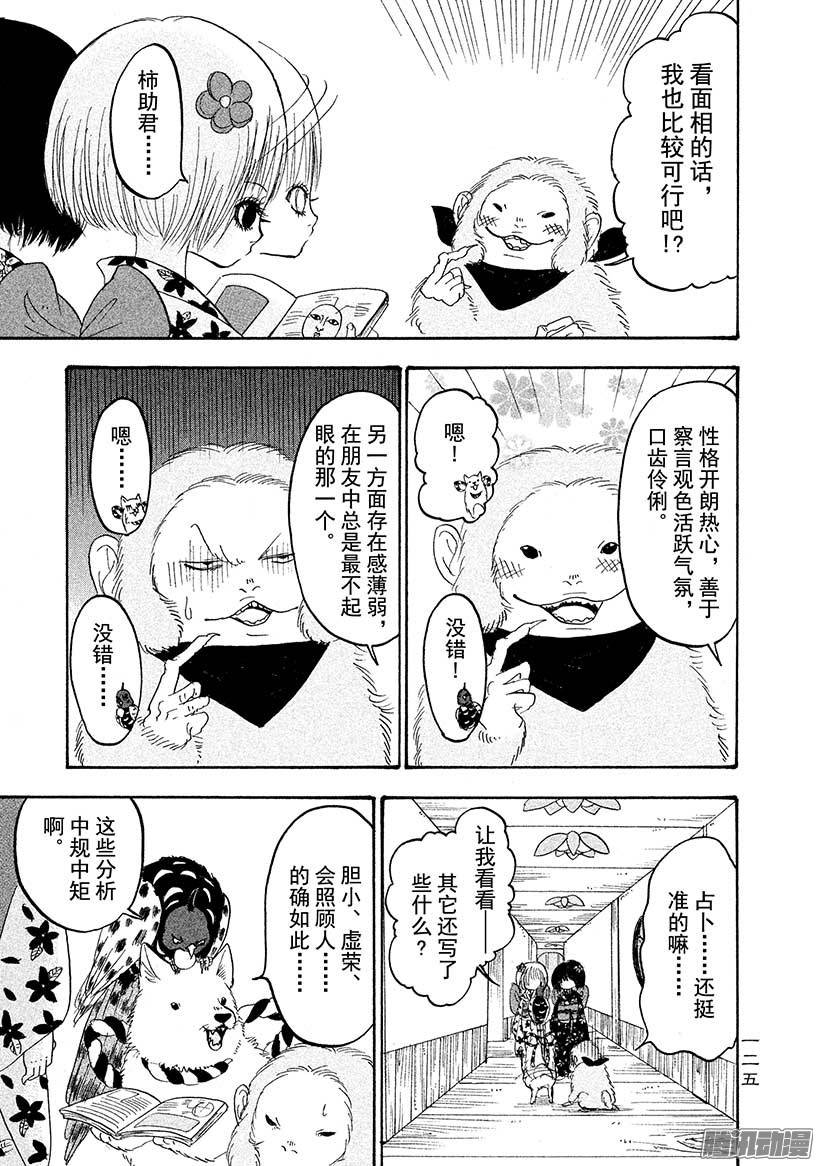 看面相的话，
我也比较可行吧!?
柿助君……
性格开朗热心，善于
察言观色活跃气氛，
口齿伶俐。
嗯！
没错！
另一方面存在感薄弱，
在朋友中总是最不起
眼的那一个。
嗯……
没错……
占卜……还挺
准的嘛……
让我看看——
其它还写了
些什么？
胆小、虚荣、
会照顾人……
的确如此……
这些分析
中规中矩
啊。
一二五
腾讯动漫